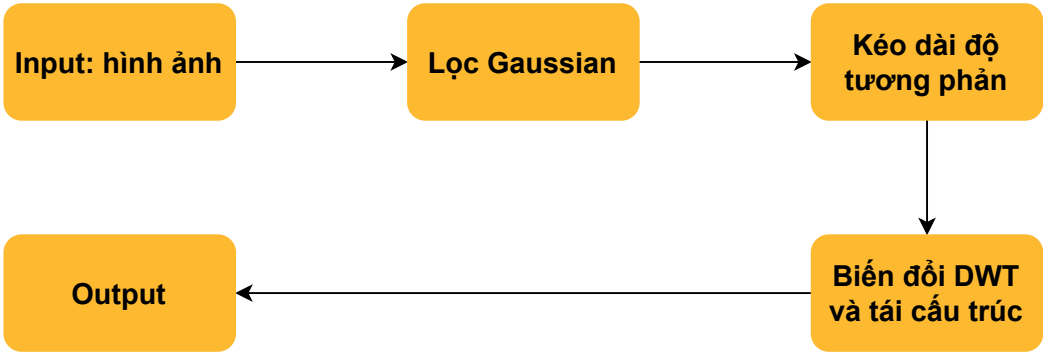 Input: hình ảnh
Lọc Gaussian
Kéo dài độ
tương phản
Biến đổi DWT
và tái cấu trúc
Output